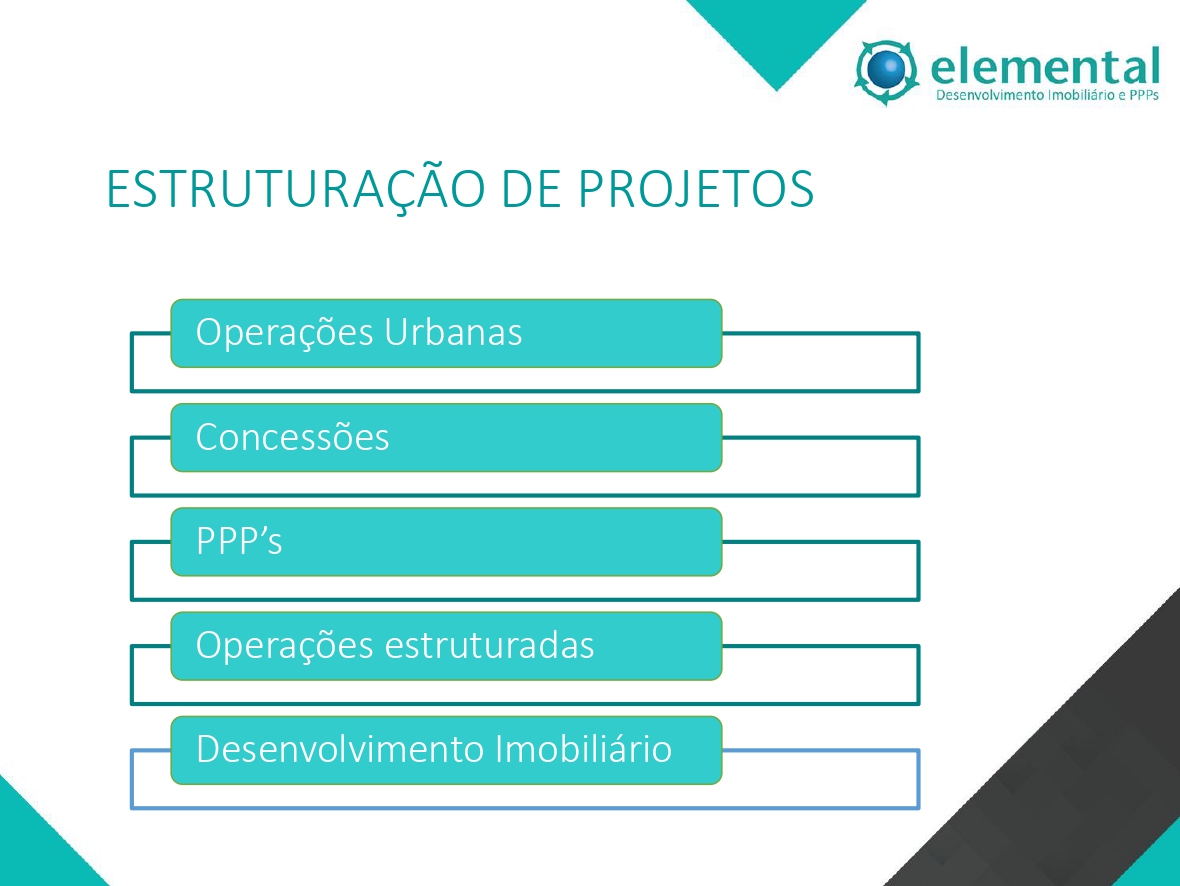 elemental
Desenvolvimento Imobiliário e PPPs
ESTRUTURAÇÃO DE PROJETOS
Operações Urbanas
Concessões
PPP’s
Operações estruturadas
Desenvolvimento Imobiliário